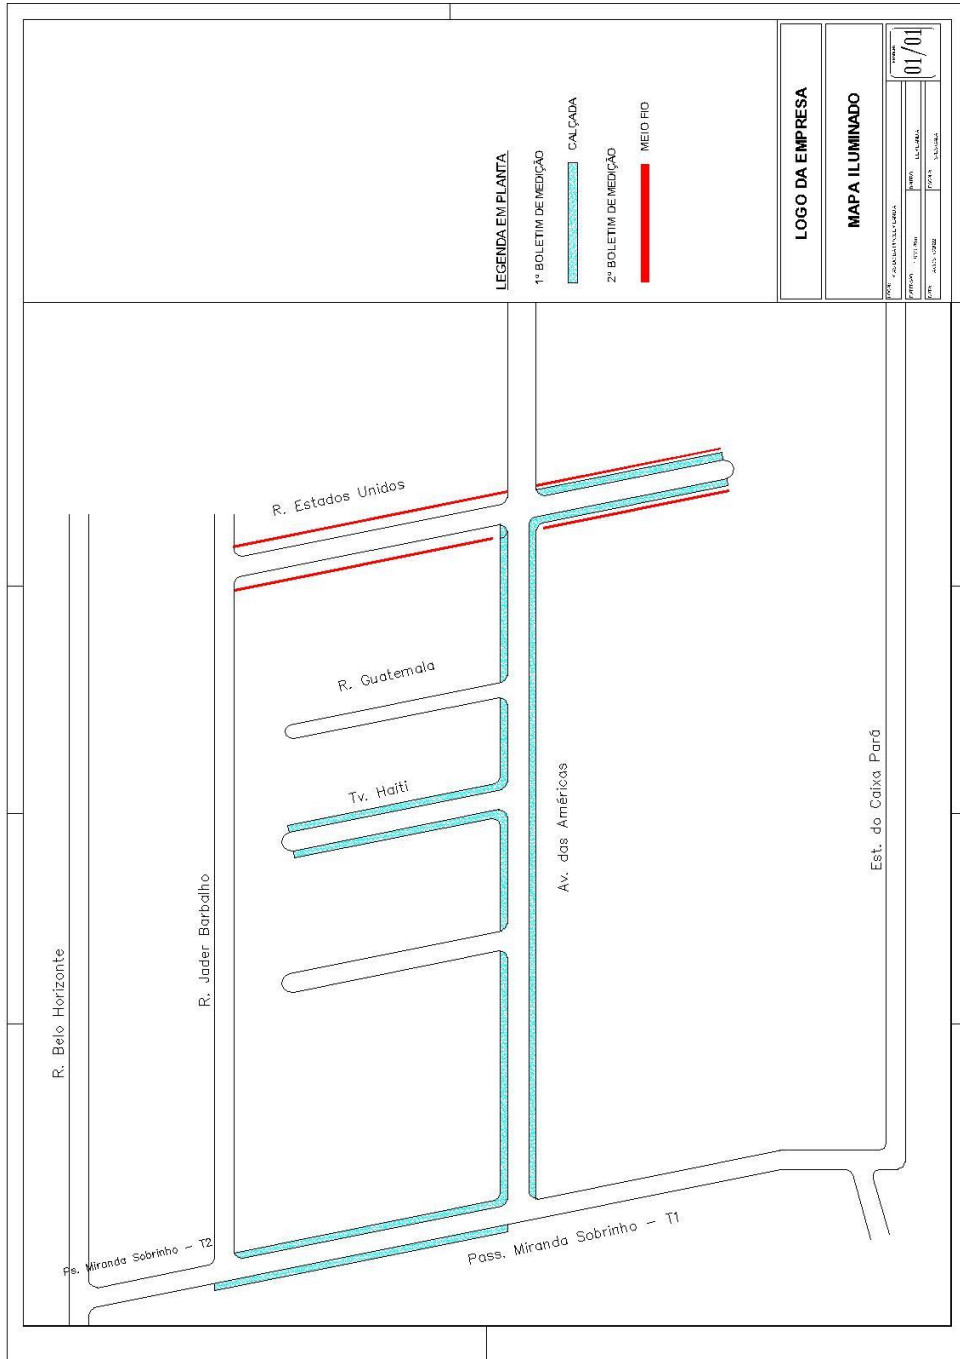 LOGO DA EMPRESA
MAPA ILUMINADO
01/01
LEGENDA EM PLANTA
1º BOLETIM DE MEDIÇÃO
CALÇADA
2º BOLETIM DE MEDIÇÃO
MEIO FIO
R. Estados Unidos
R. Guatemala
Tv. Haiti
R. Belo Horizonte
R. Jader Barbalho
Av. das Américas
Est. do Caixa Pará
Ps. Miranda Sobrinho - T2
Pass. Miranda Sobrinho - T1